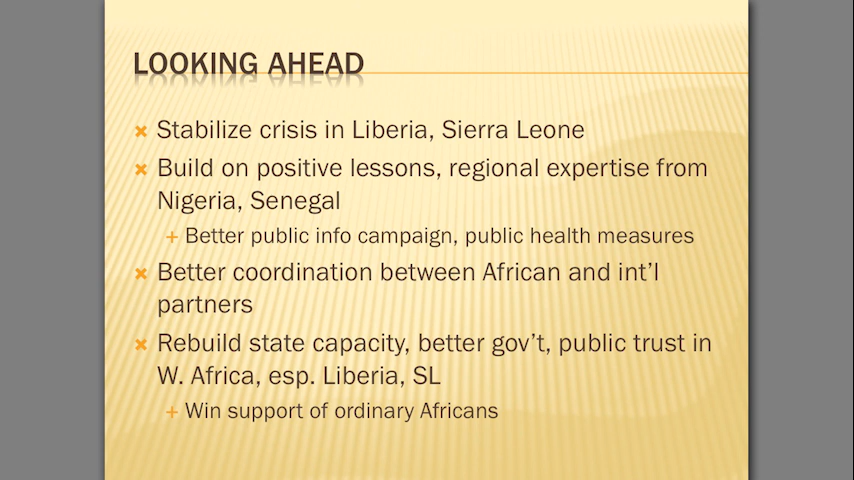 LOOKING AHEAD
Stabilize crisis in Liberia, Sierra Leone
Build on positive lessons, regional expertise from
Nigeria, Senegal
Better public info campaign, public health measures
Better coordination between African and int'l
partners
Rebuild state capacity, better gov't, public trust in
W. Africa, esp. Liberia, SL
Win support of ordinary Africans